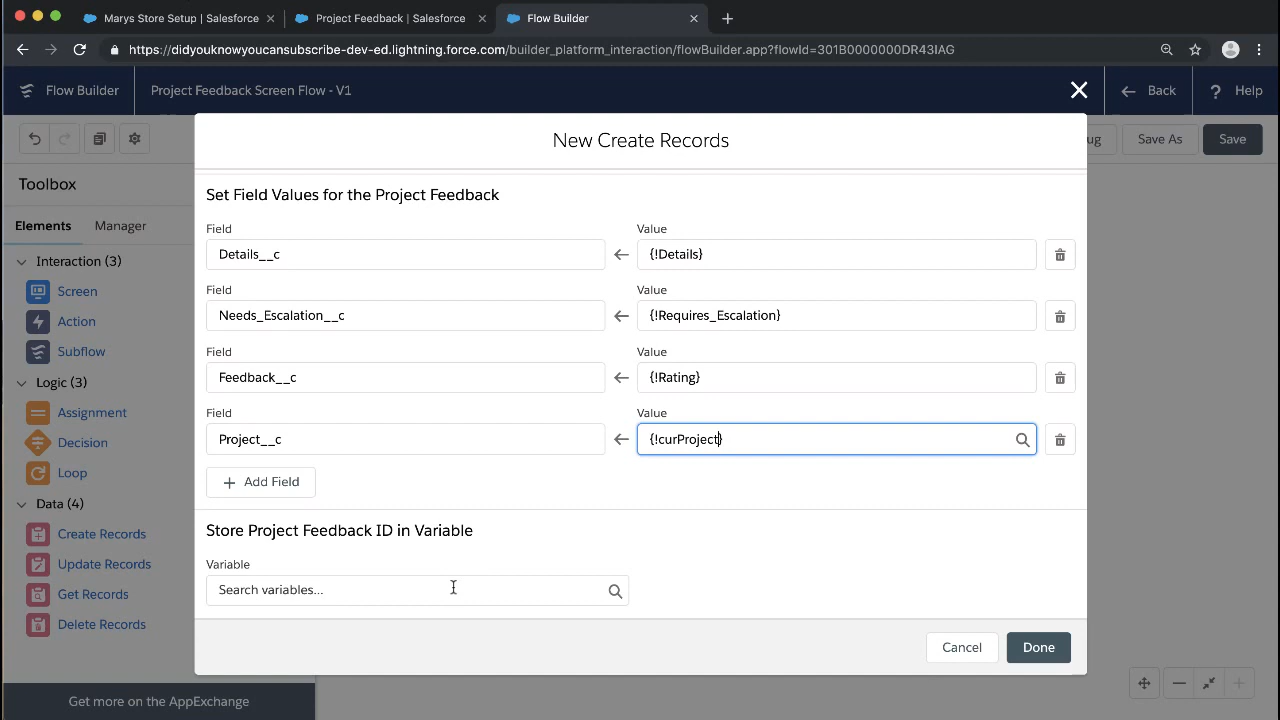 Marys Store Setup | Salesforce
Project Feedback | Salesforce
Flow Builder
https://didyouknowyoucansubscribe-dev-ed.lightning.force.com/builder_platform_interaction/flowBuilder.app?flowId=301B0000000DR43IAG
Flow Builder
Project Feedback Screen Flow - V1
Back
? Help
New Create Records
ug
Save As
Save
Toolbox
Elements
Manager
Interaction (3)
Screen
Action
Subflow
Logic (3)
Assignment
Decision
Loop
Data (4)
Create Records
Update Records
Get Records
Delete Records
Get more on the AppExchange
Set Field Values for the Project Feedback
Field
Value
Details__c
{!Details}
Field
Value
Needs_Escalation__c
{!Requires_Escalation}
Field
Value
Feedback__c
{!Rating}
Field
Value
Project__c
{!curProject}
+ Add Field
Store Project Feedback ID in Variable
Variable
Search variables...
Cancel
Done